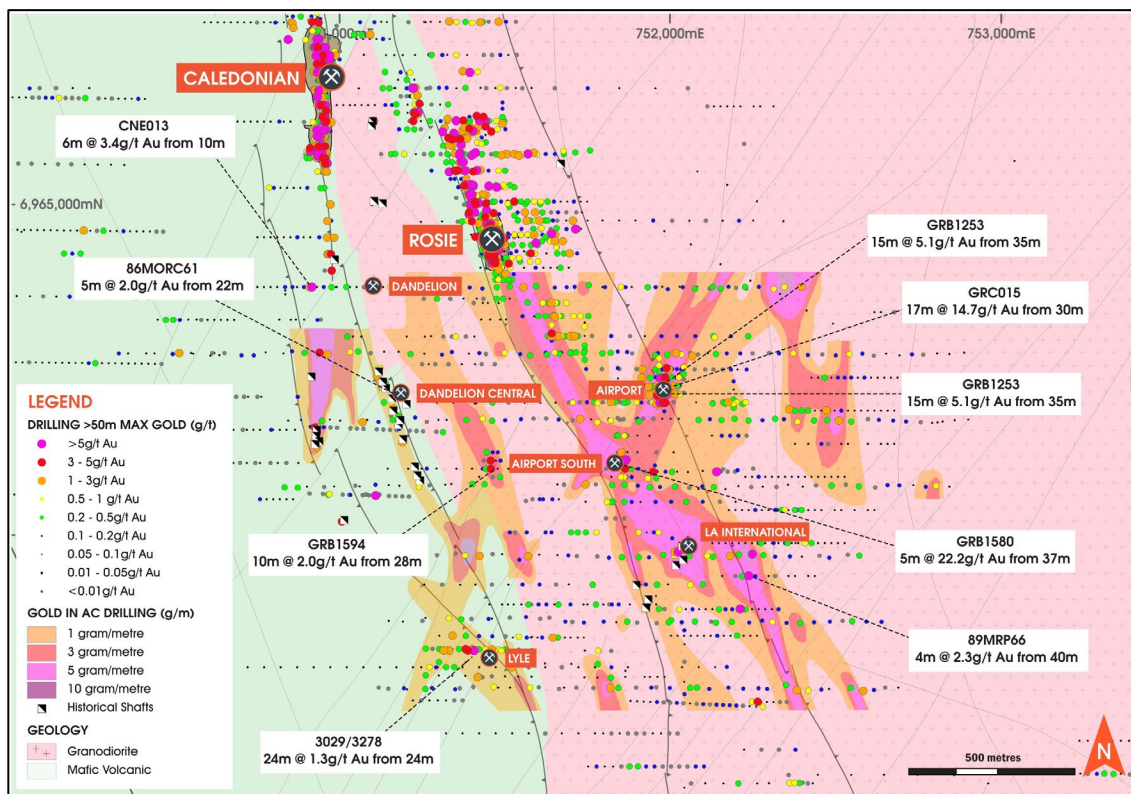 ,000mE
752,000mE
753,000mE
CALEDONIAN
CNE013
6m @ 3.4g/t Au from 10m
6,965,000mN
ROSIE
GRB1253
15m @ 5.1g/t Au from 35m
86MORC61
5m @ 2.0g/t Au from 22m
DANDELION
GRC015
17m @ 14.7g/t Au from 30m
DANDELION CENTRAL
AIRPORT
GRB1253
15m @ 5.1g/t Au from 35m
AIRPORT SOUTH
LA INTERNATIONAL
GRB1594
10m @ 2.0g/t Au from 28m
GRB1580
5m @ 22.2g/t Au from 37m
89MRP66
4m @ 2.3g/t Au from 40m
LYLE
3029/3278
24m @ 1.3g/t Au from 24m
LEGEND
DRILLING >50m MAX GOLD (g/t)
>5g/t Au
3 - 5g/t Au
1 - 3g/t Au
0.5 - 1 g/t Au
0.2 - 0.5g/t Au
0.1 - 0.2g/t Au
0.05 - 0.1g/t Au
0.01 - 0.05g/t Au
<0.01g/t Au
GOLD IN AC DRILLING (g/m)
1 gram/metre
3 gram/metre
5 gram/metre
10 gram/metre
Historical Shafts
GEOLOGY
Granodiorite
Mafic Volcanic
500 metres
N